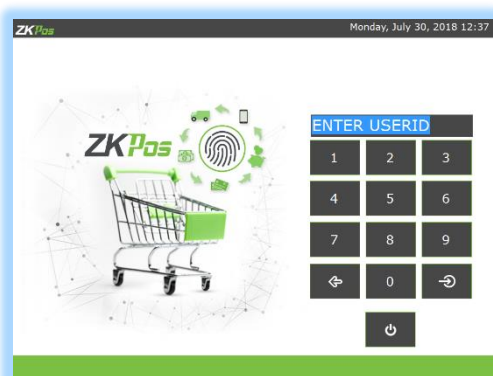 ZKPos
Monday, July 30, 2018 12:37
ZKPos
ENTER USERID
1 2 3
4 5 6
7 8 9
0